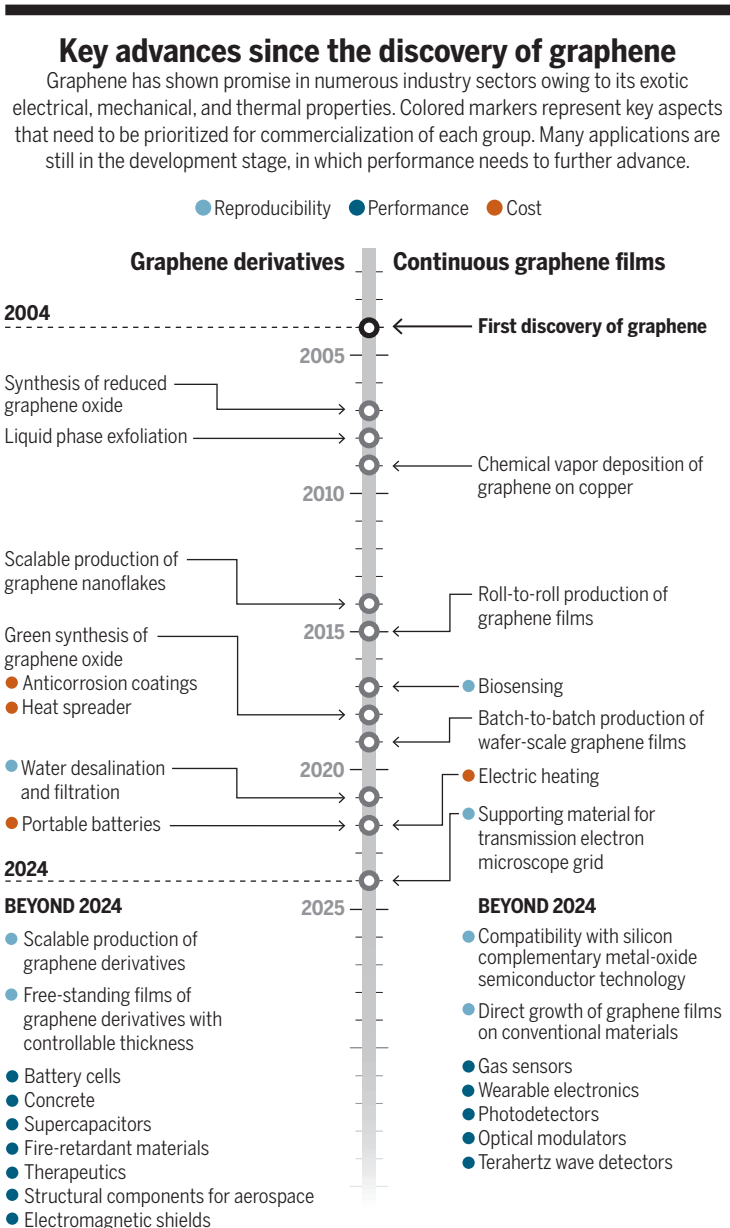 Key advances since the discovery of graphene
Graphene has shown promise in numerous industry sectors owing to its exotic
electrical, mechanical, and thermal properties. Colored markers represent key aspects
that need to be prioritized for commercialization of each group. Many applications are
still in the development stage, in which performance needs to further advance.
Reproducibility Performance Cost
Graphene derivatives
Continuous graphene films
2004
First discovery of graphene
2005
Synthesis of reduced
graphene oxide
Liquid phase exfoliation
Chemical vapor deposition of
graphene on copper
2010
Scalable production of
graphene nanoflakes
Roll-to-roll production of
graphene films
2015
Green synthesis of
graphene oxide
Anticorrosion coatings
Heat spreader
Biosensing
Batch-to-batch production of
wafer-scale graphene films
2020
Water desalination
and filtration
Electric heating
Portable batteries
Supporting material for
transmission electron
microscope grid
2024
2025
BEYOND 2024
Scalable production of
graphene derivatives
Free-standing films of
graphene derivatives with
controllable thickness
Battery cells
Concrete
Supercapacitors
Fire-retardant materials
Therapeutics
Structural components for aerospace
Electromagnetic shields
BEYOND 2024
Compatibility with silicon
complementary metal-oxide
semiconductor technology
Direct growth of graphene films
on conventional materials
Gas sensors
Wearable electronics
Photodetectors
Optical modulators
Terahertz wave detectors